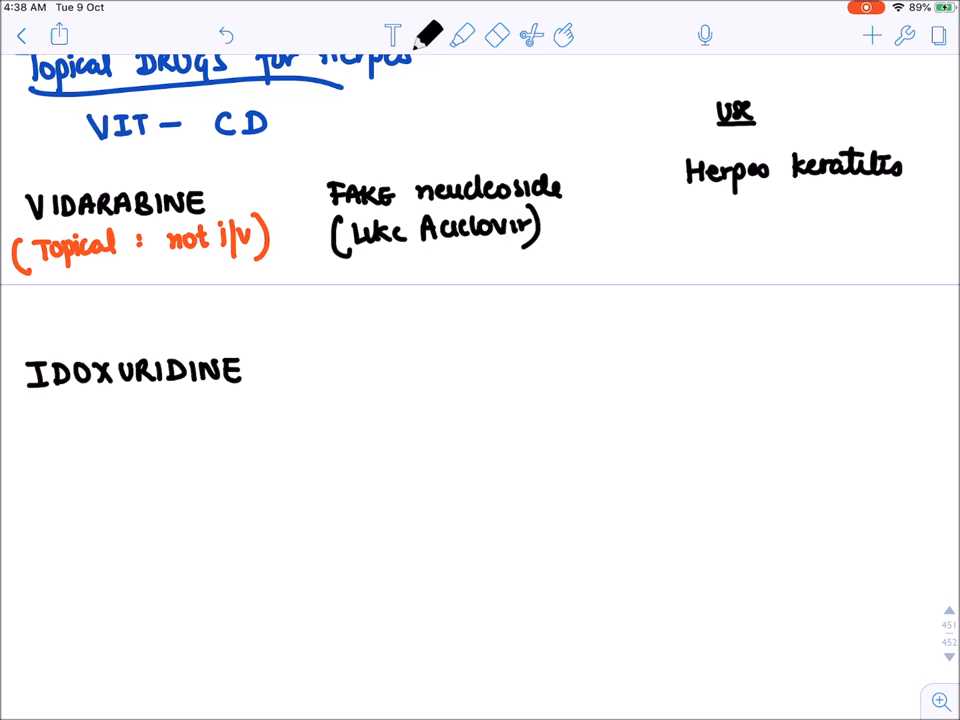 4:38 AM Tue 9 Oct
89%
Topical DRUGS for Herpes
VIT - CD
USE
VIDARABINE FAKE neucleoside Herpes keratitis
(Topical : not i/v) (Like Aciclovir)
IDOXURIDINE
451
452